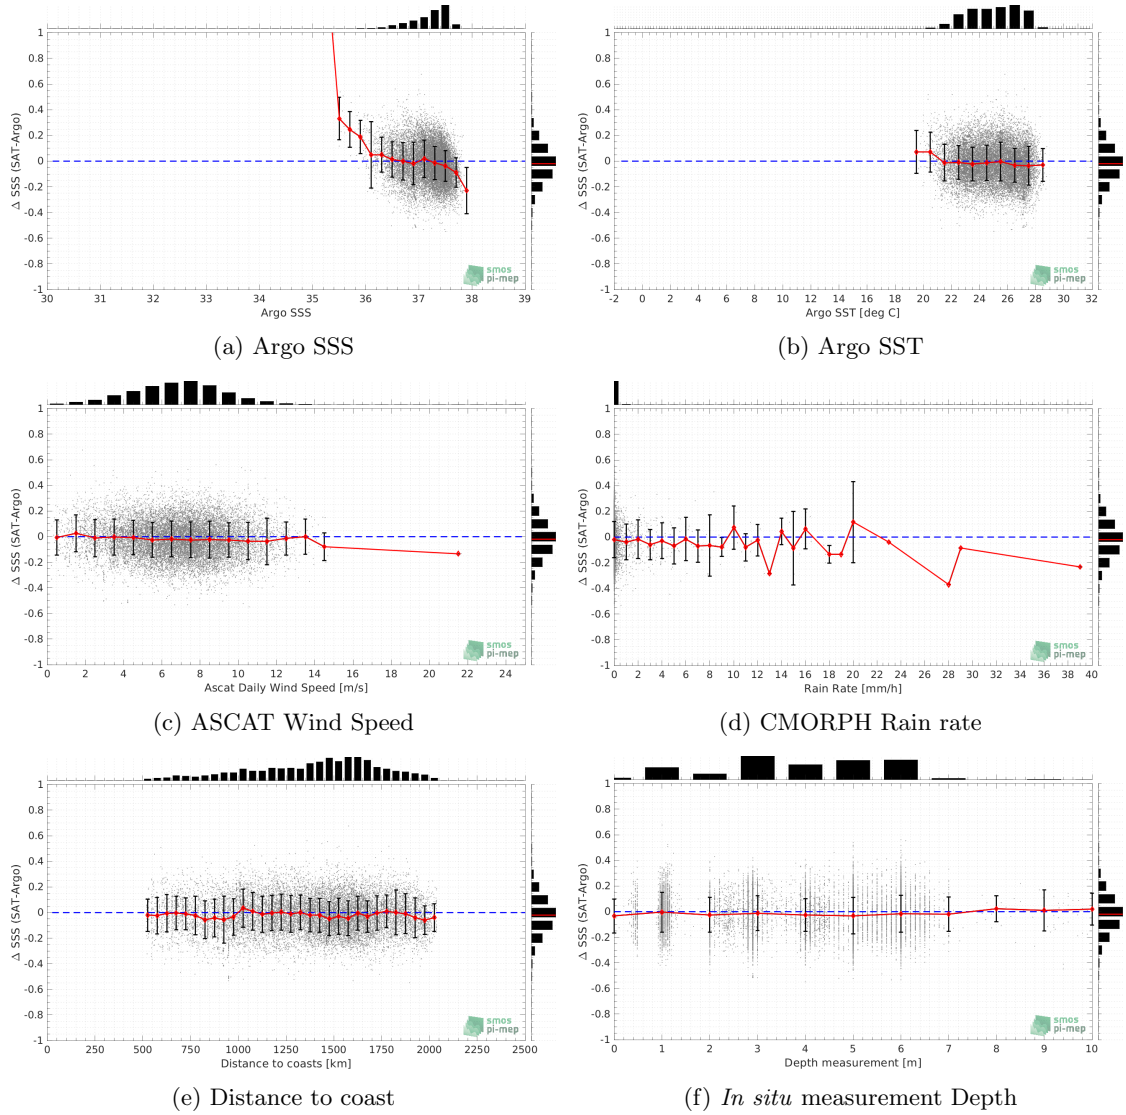 1
0.8
0.6
0.4
0.2
0
-0.2
-0.4
-0.6
-0.8
-1
Δ SSS (SAT-Argo)
smos
pi-mep
30 31 32 33 34 35 36 37 38 39
Argo SSS
(a) Argo SSS
1
0.8
0.6
0.4
0.2
0
-0.2
-0.4
-0.6
-0.8
-1
Δ SSS (SAT-Argo)
smos
pi-mep
-2 0 2 4 6 8 10 12 14 16 18 20 22 24 26 28 30 32
Argo SST [deg C]
(b) Argo SST
1
0.8
0.6
0.4
0.2
0
-0.2
-0.4
-0.6
-0.8
-1
Δ SSS (SAT-Argo)
smos
pi-mep
0 2 4 6 8 10 12 14 16 18 20 22 24
Ascat Daily Wind Speed [m/s]
(c) ASCAT Wind Speed
1
0.8
0.6
0.4
0.2
0
-0.2
-0.4
-0.6
-0.8
-1
Δ SSS (SAT-Argo)
smos
pi-mep
0 2 4 6 8 10 12 14 16 18 20 22 24 26 28 30 32 34 36 38 40
Rain Rate [mm/h]
(d) CMORPH Rain rate
1
0.8
0.6
0.4
0.2
0
-0.2
-0.4
-0.6
-0.8
-1
Δ SSS (SAT-Argo)
smos
pi-mep
0 250 500 750 1000 1250 1500 1750 2000 2250 2500
Distance to coasts [km]
(e) Distance to coast
1
0.8
0.6
0.4
0.2
0
-0.2
-0.4
-0.6
-0.8
-1
Δ SSS (SAT-Argo)
smos
pi-mep
0 1 2 3 4 5 6 7 8 9 10
Depth measurement [m]
(f) In situ measurement Depth